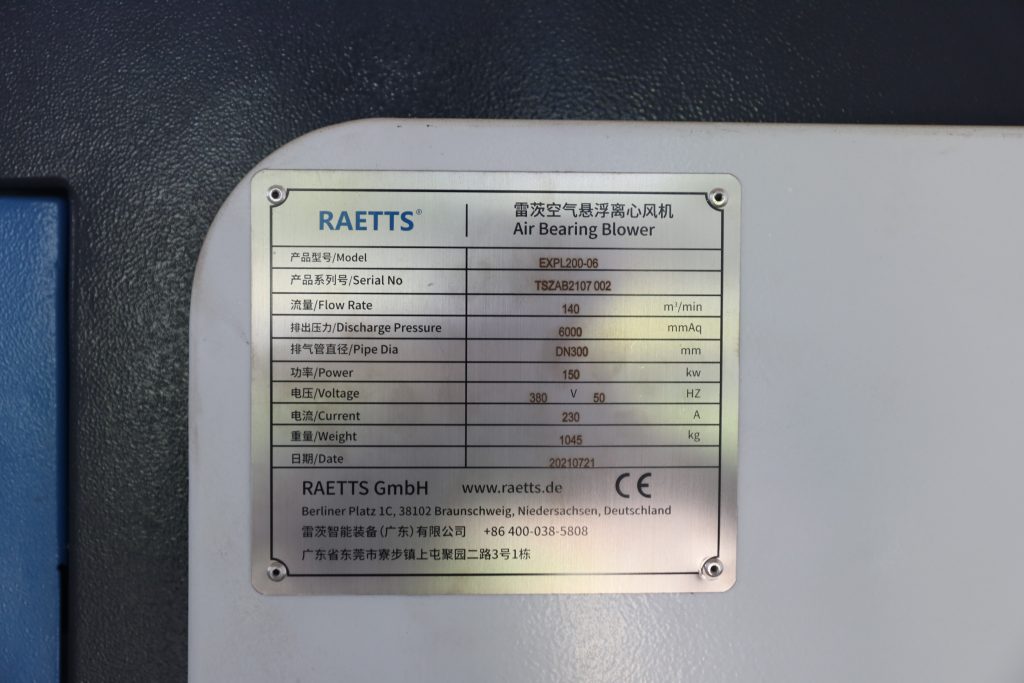 RAETTS® 雷茨空气悬浮离心风机
Air Bearing Blower
产品型号/Model EXPL200-06
产品系列号/Serial No TSZAB2107 002
流量/Flow Rate 140 m³/min
排出压力/Discharge Pressure 6000 mmAq
排气管直径/Pipe Dia DN300 mm
功率/Power 150 kw
电压/Voltage 380 V 50 HZ
电流/Current 230 A
重量/Weight 1045 kg
日期/Date 20210721
RAETTS GmbH www.raetts.de CE
Berliner Platz 1C, 38102 Braunschweig, Niedersachsen, Deutschland
雷茨智能装备(广东)有限公司 +86 400-038-5808
广东省东莞市寮步镇上屯聚园二路3号1栋